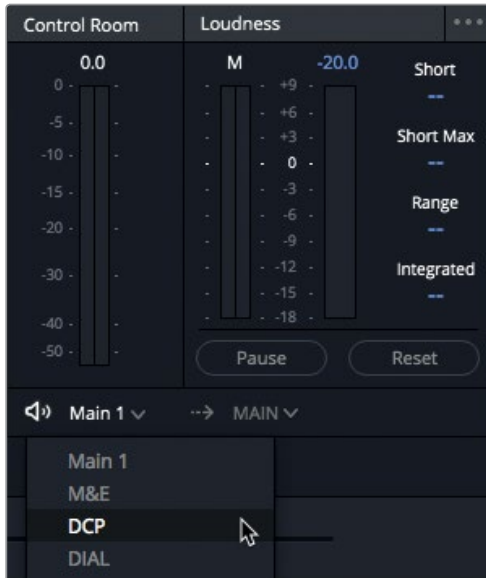 Control Room
0.0
0
-5
-10
-15
-20
-30
-40
-50
Loudness
M -20.0
+9
+6
+3
0
-3
-6
-9
-12
-15
-18
Short
--
Short Max
--
Range
--
Integrated
--
Pause Reset
Main 1 MAIN
Main 1
M&E
DCP
DIAL